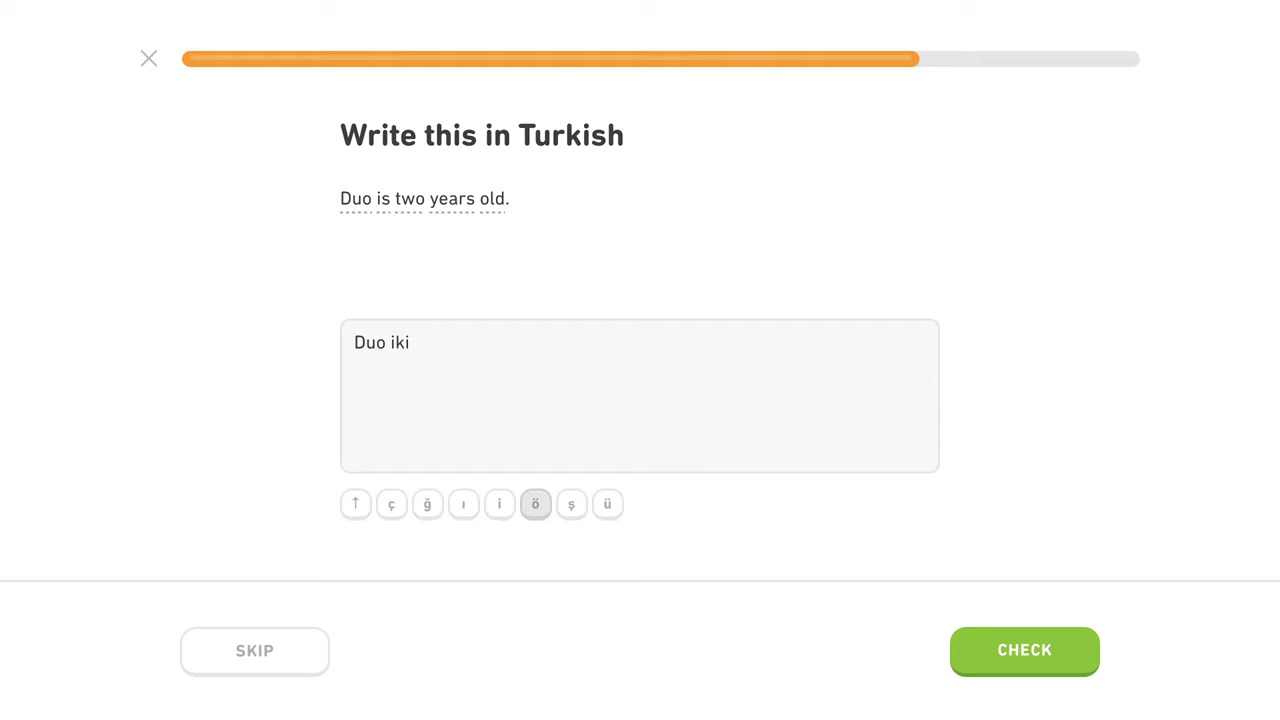 Write this in Turkish
Duo is two years old.
Duo iki
↑ ç ğ ı i ö ş ü
SKIP
CHECK